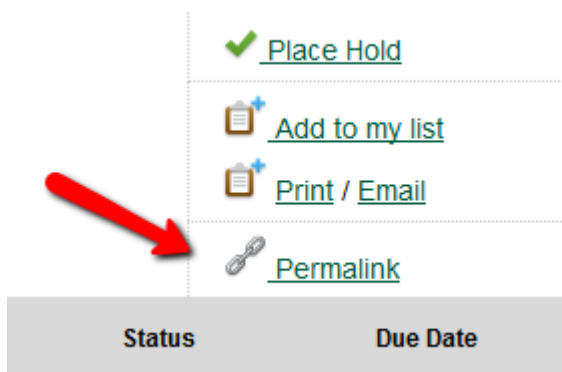 Place Hold
Add to my list
Print / Email
Permalink
Status Due Date